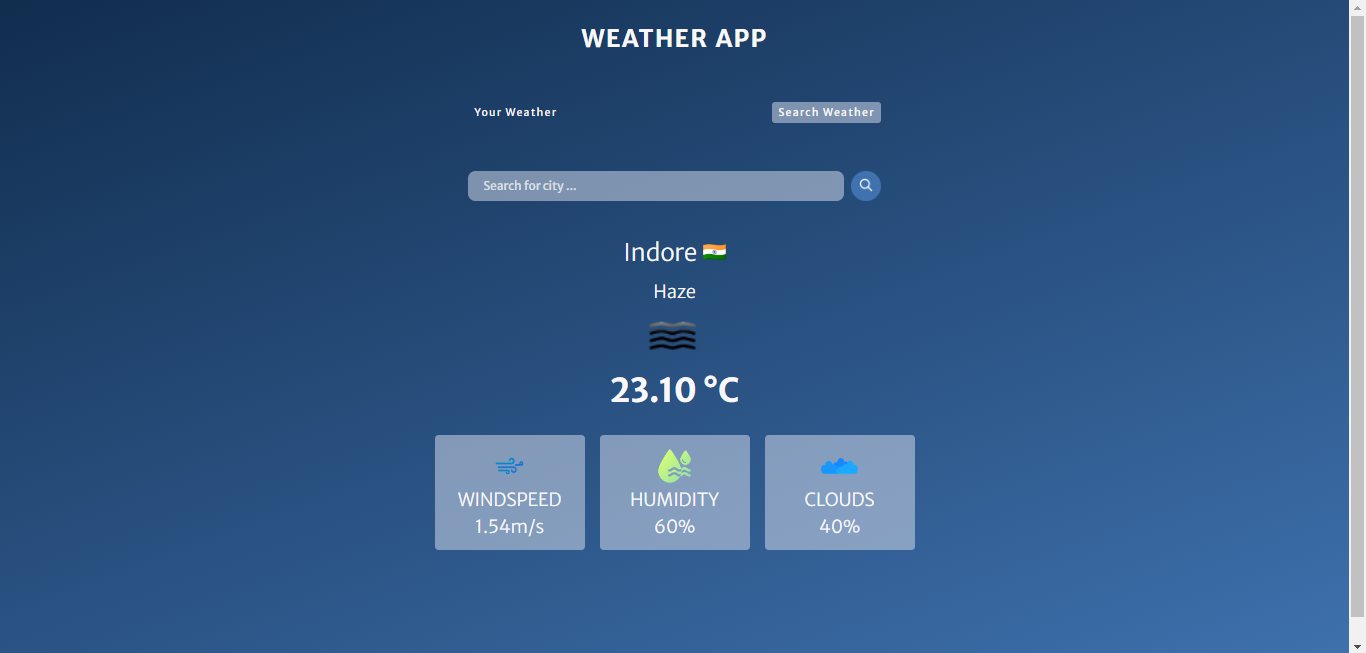 WEATHER APP
Your Weather
Search Weather
Search for city ...
Indore
Haze
23.10 °C
WINDSPEED
1.54m/s
HUMIDITY
60%
CLOUDS
40%